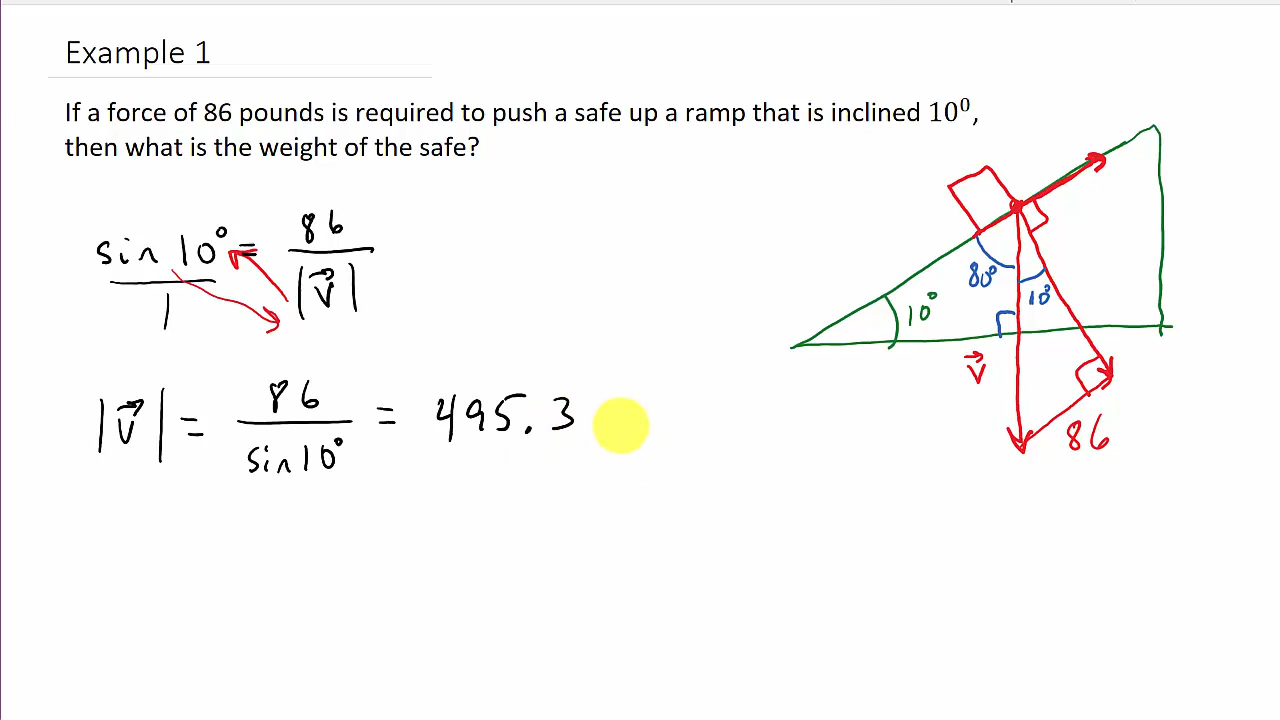 Example 1
If a force of 86 pounds is required to push a safe up a ramp that is inclined 10⁰,
then what is the weight of the safe?
sin 10° = 86
1 |v⃗|
|v⃗| = 86 = 495.3
sin 10°
80°
10°
10°
v⃗
86